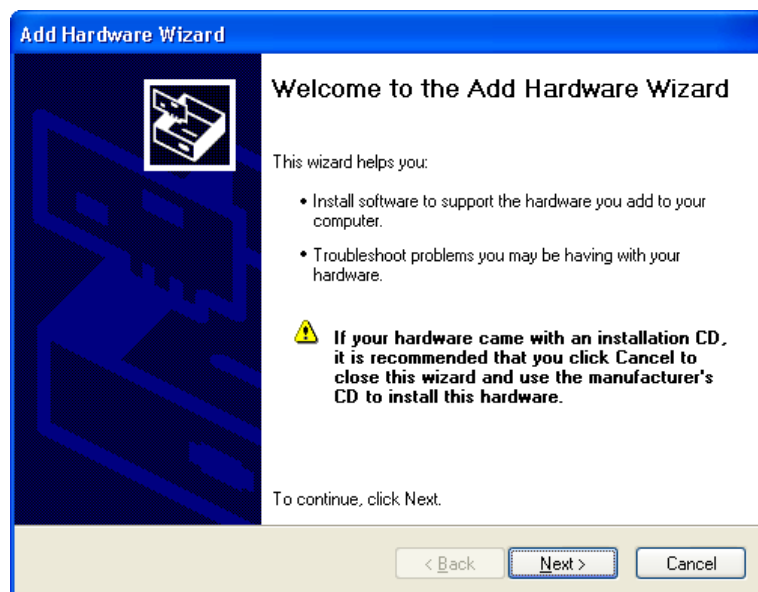 Add Hardware Wizard
Welcome to the Add Hardware Wizard
This wizard helps you:
• Install software to support the hardware you add to your
computer.
• Troubleshoot problems you may be having with your
hardware.
If your hardware came with an installation CD,
it is recommended that you click Cancel to
close this wizard and use the manufacturer's
CD to install this hardware.
To continue, click Next.
< Back Next > Cancel